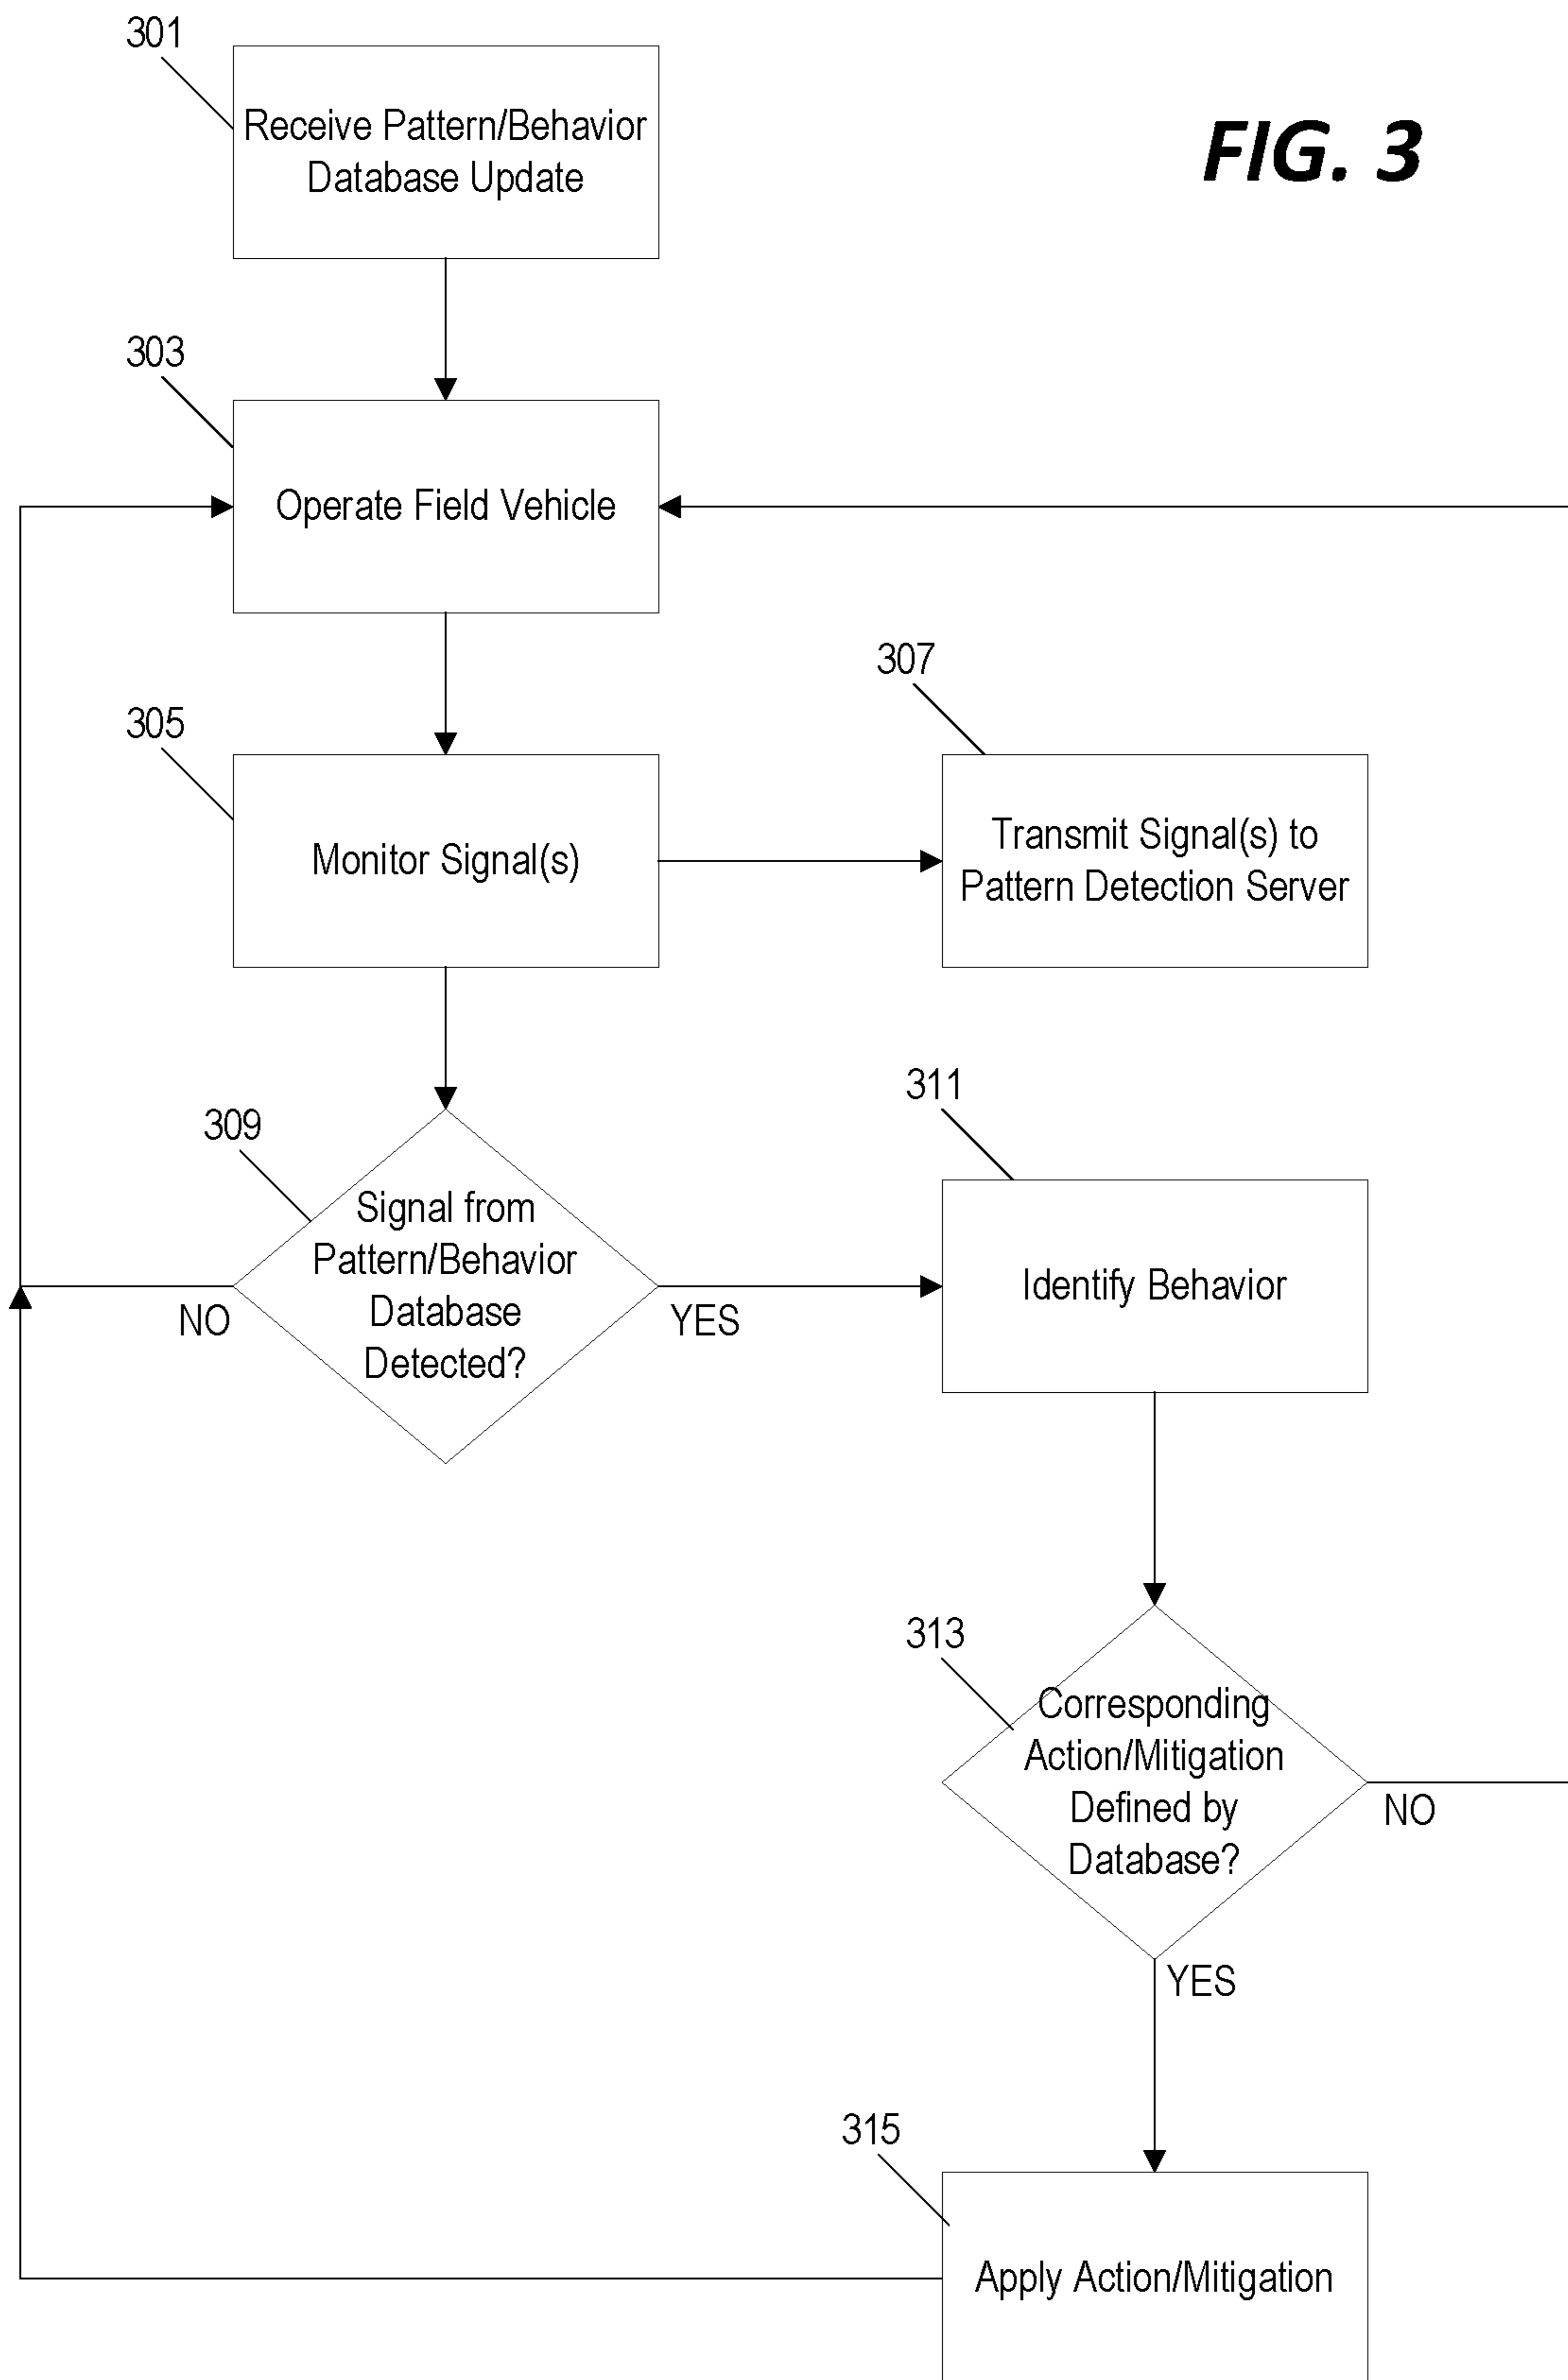 301
Receive Pattern/Behavior
Database Update
FIG. 3
303
Operate Field Vehicle
305
Monitor Signal(s)
307
Transmit Signal(s) to
Pattern Detection Server
309
Signal from
Pattern/Behavior
Database
Detected?
NO
YES
311
Identify Behavior
313
Corresponding
Action/Mitigation
Defined by
Database?
NO
YES
315
Apply Action/Mitigation